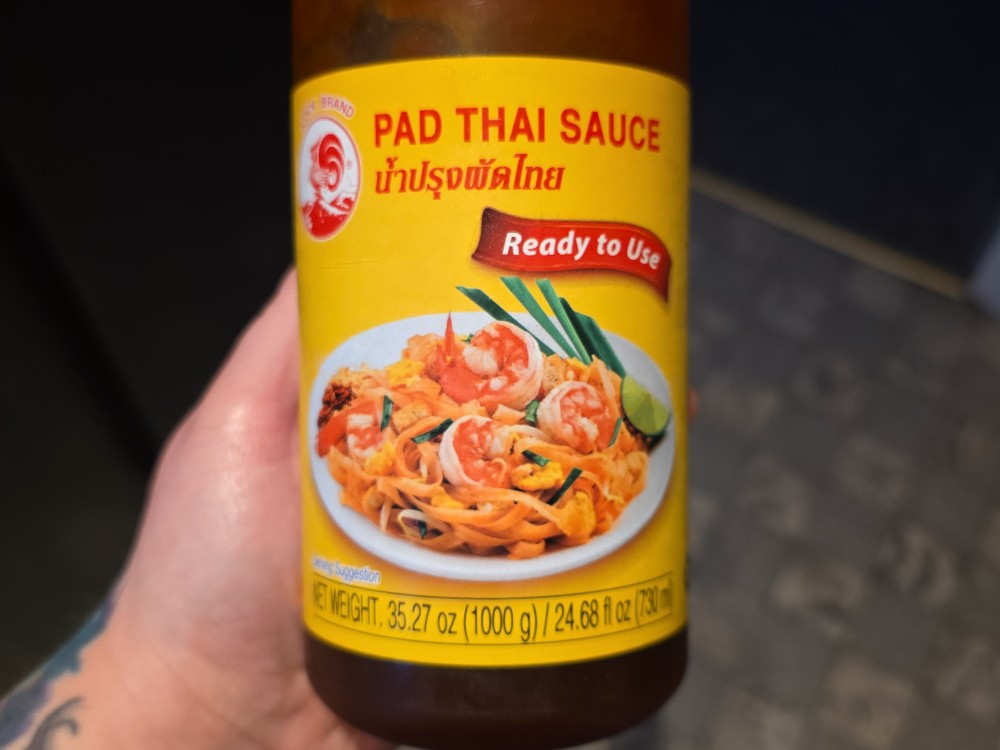 BRAND
PAD THAI SAUCE
น้ำปรุงผัดไทย
Ready to Use
Serving Suggestion
NET WEIGHT. 35.27 oz (1000 g) / 24.68 fl oz (730 ml)